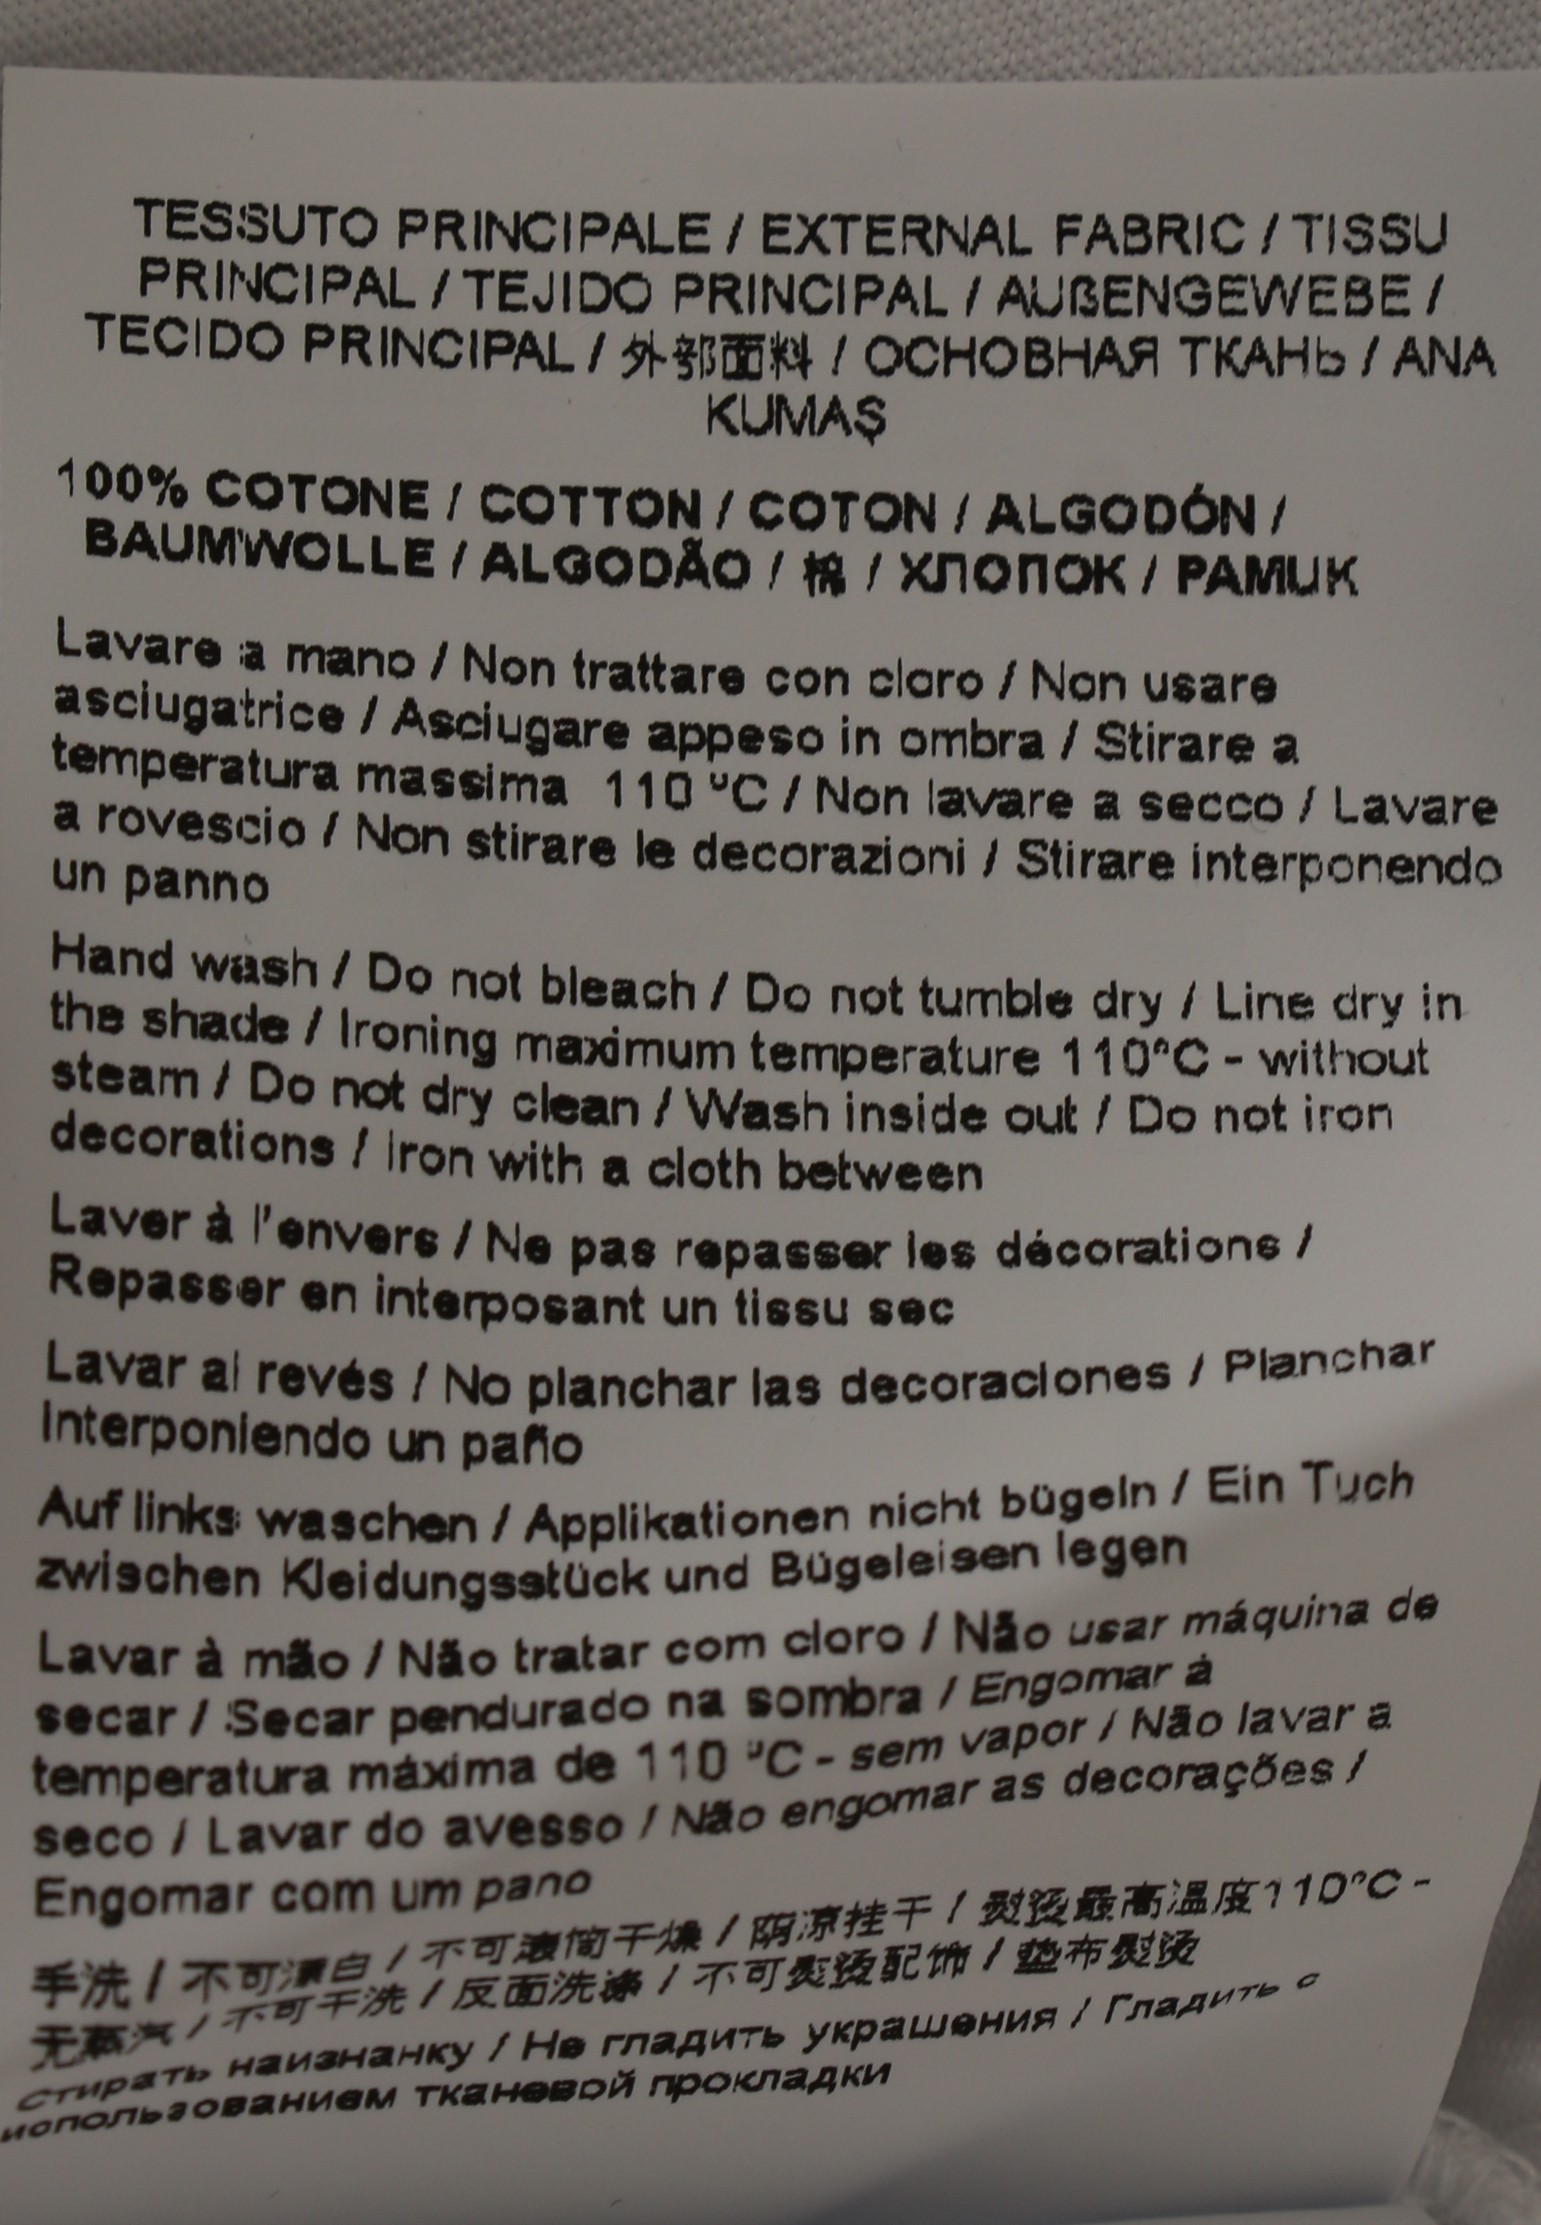 TESSUTO PRINCIPALE / EXTERNAL FABRIC / TISSU
PRINCIPAL / TEJIDO PRINCIPAL / AUßENGEWEBE /
TECIDO PRINCIPAL / 外部面料 / ОСНОВНАЯ ТКАНЬ / ANA
KUMAŞ
100% COTONE / COTTON / COTON / ALGODÓN /
BAUMWOLLE / ALGODÃO / 棉 / ХЛОПОК / PAMUK
Lavare a mano / Non trattare con cloro / Non usare
asciugatrice / Asciugare appeso in ombra / Stirare a
temperatura massima 110 ºC / Non lavare a secco / Lavare
a rovescio / Non stirare le decorazioni / Stirare interponendo
un panno
Hand wash / Do not bleach / Do not tumble dry / Line dry in
the shade / Ironing maximum temperature 110°C - without
steam / Do not dry clean / Wash inside out / Do not iron
decorations / Iron with a cloth between
Laver à l'envers / Ne pas repasser les décorations /
Repasser en interposant un tissu sec
Lavar al revés / No planchar las decoraciones / Planchar
interponiendo un paño
Auf links waschen / Applikationen nicht bügeln / Ein Tuch
zwischen Kleidungsstück und Bügeleisen legen
Lavar à mão / Não tratar com cloro / Não usar máquina de
secar / Secar pendurado na sombra / Engomar à
temperatura máxima de 110 ºC - sem vapor / Não lavar a
seco / Lavar do avesso / Não engomar as decorações /
Engomar com um pano
手洗 / 不可漂白 / 不可滚筒干燥 / 阴凉挂干 / 熨烫最高温度110°C -
无蒸汽 / 不可干洗 / 反面洗涤 / 不可熨烫配饰 / 垫布熨烫
Стирать наизнанку / Не гладить украшения / Гладить с
использованием тканевой прокладки